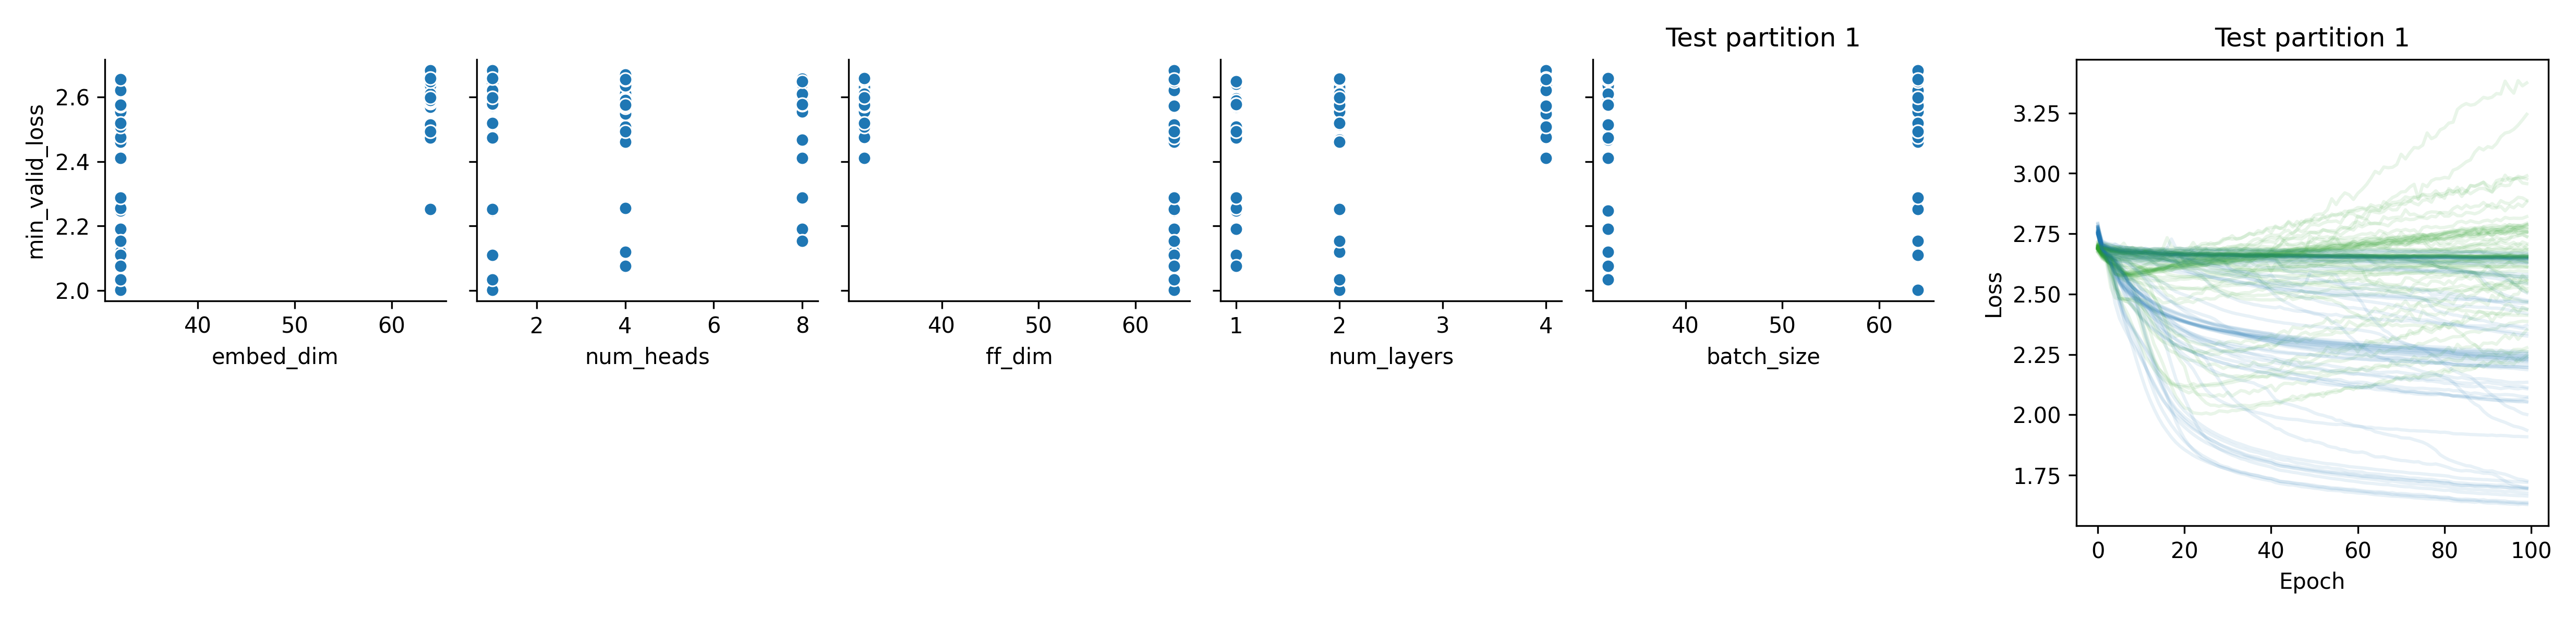 Test partition 1
Test partition 1
min_valid_loss
2.6
2.4
2.2
2.0
40 50 60
embed_dim
2 4 6 8
num_heads
40 60
50
ff_dim
1 2 3 4
num_layers
40 50 60
batch_size
Loss
3.25
3.00
2.75
2.50
2.25
2.00
1.75
0 20 40 60 80 100
Epoch